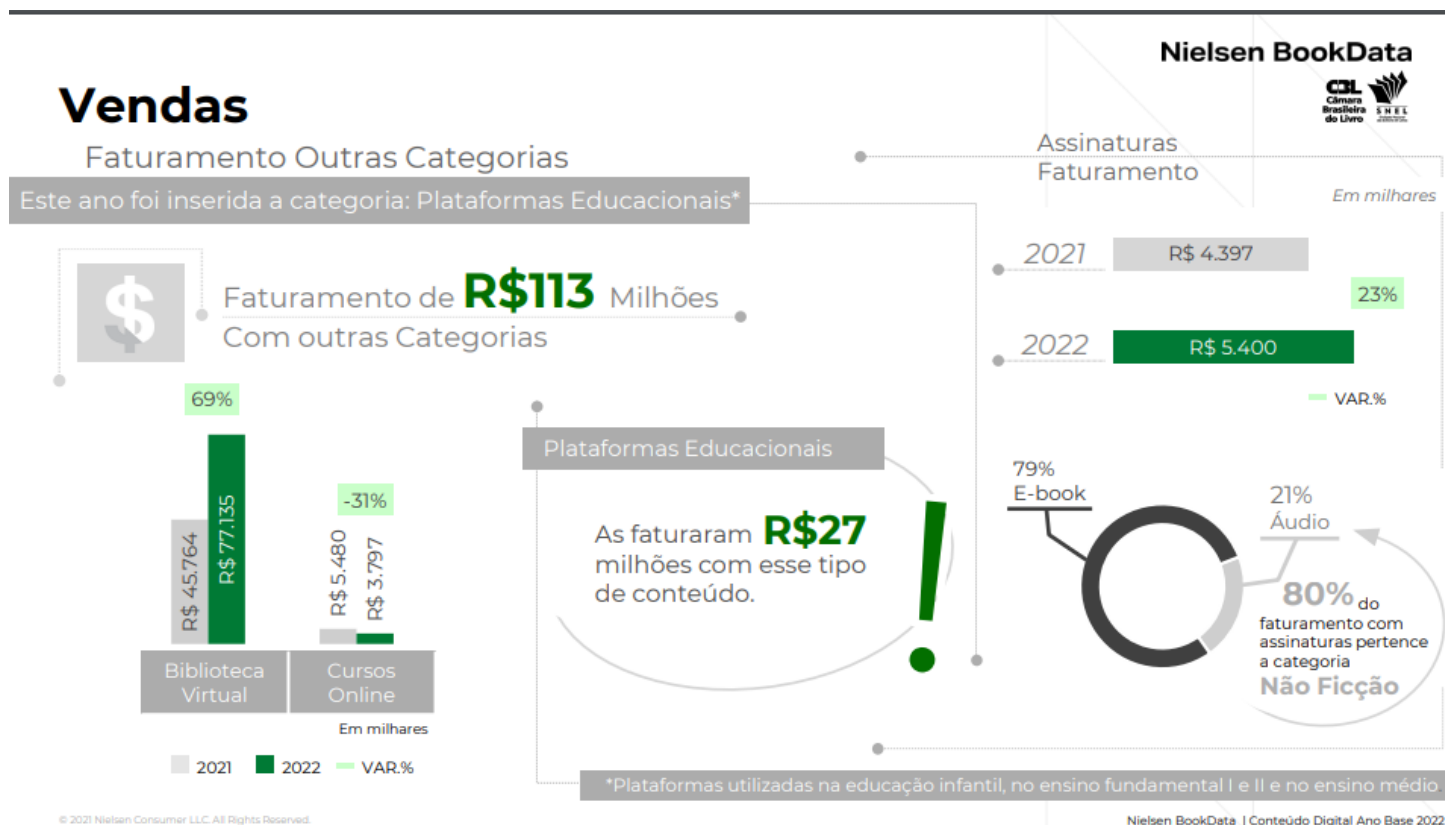 Nielsen BookData
CBL
Câmara
Brasileira
do Livro
SNEL
Vendas
Faturamento Outras Categorias
Este ano foi inserida a categoria: Plataformas Educacionais*
$
Faturamento de R$113 Milhões
Com outras Categorias
69%
R$ 45.764
R$ 77.135
-31%
R$ 5.480
R$ 3.797
Biblioteca
Virtual
Cursos
Online
Em milhares
2021 2022 VAR.%
Plataformas Educacionais
As faturaram R$27
milhões com esse tipo
de conteúdo.
!
Assinaturas
Faturamento
Em milhares
2021 R$ 4.397
23%
2022 R$ 5.400
VAR.%
79%
E-book
21%
Áudio
80% do
faturamento com
assinaturas pertence
a categoria
Não Ficção
*Plataformas utilizadas na educação infantil, no ensino fundamental I e II e no ensino médio.
© 2021 Nielsen Consumer LLC. All Rights Reserved.
Nielsen BookData | Conteúdo Digital Ano Base 2022